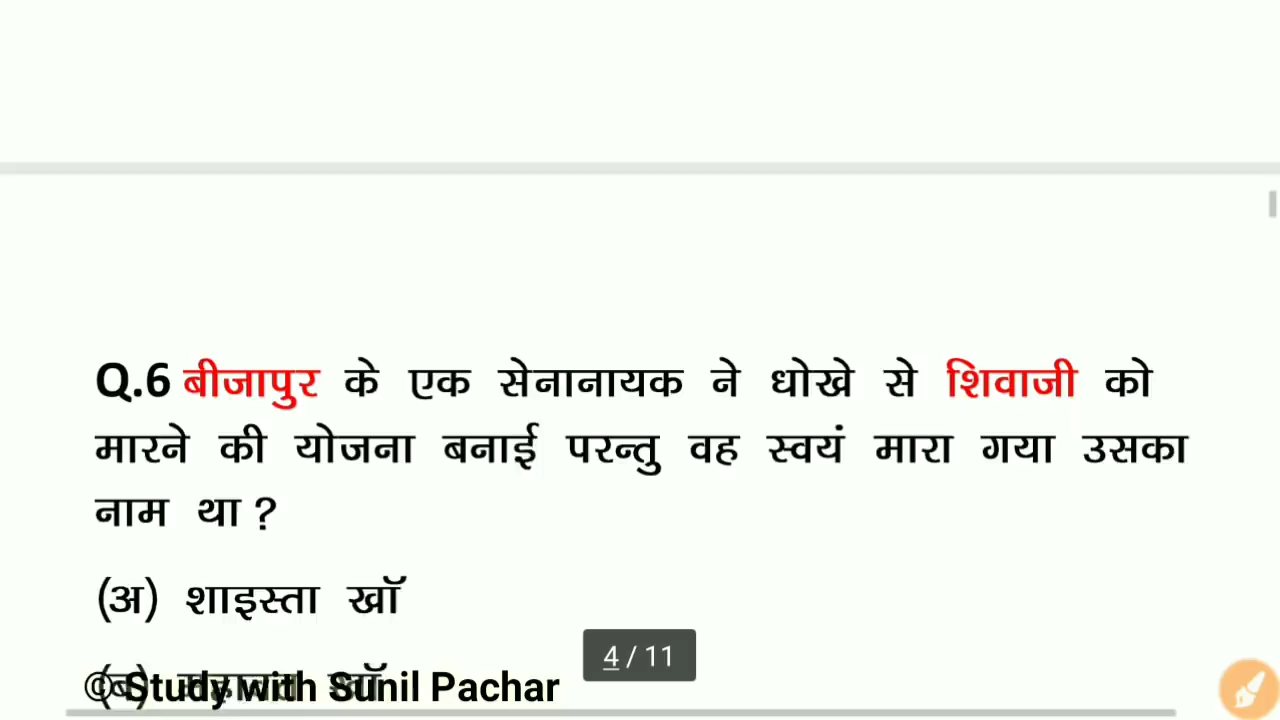 Q.6 बीजापुर के एक सेनानायक ने धोखे से शिवाजी को
मारने की योजना बनाई परन्तु वह स्वयं मारा गया उसका
नाम था ?
(अ) शाइस्ता खॉ
4 / 11
(ब) खॉ
© Study with Sunil Pachar